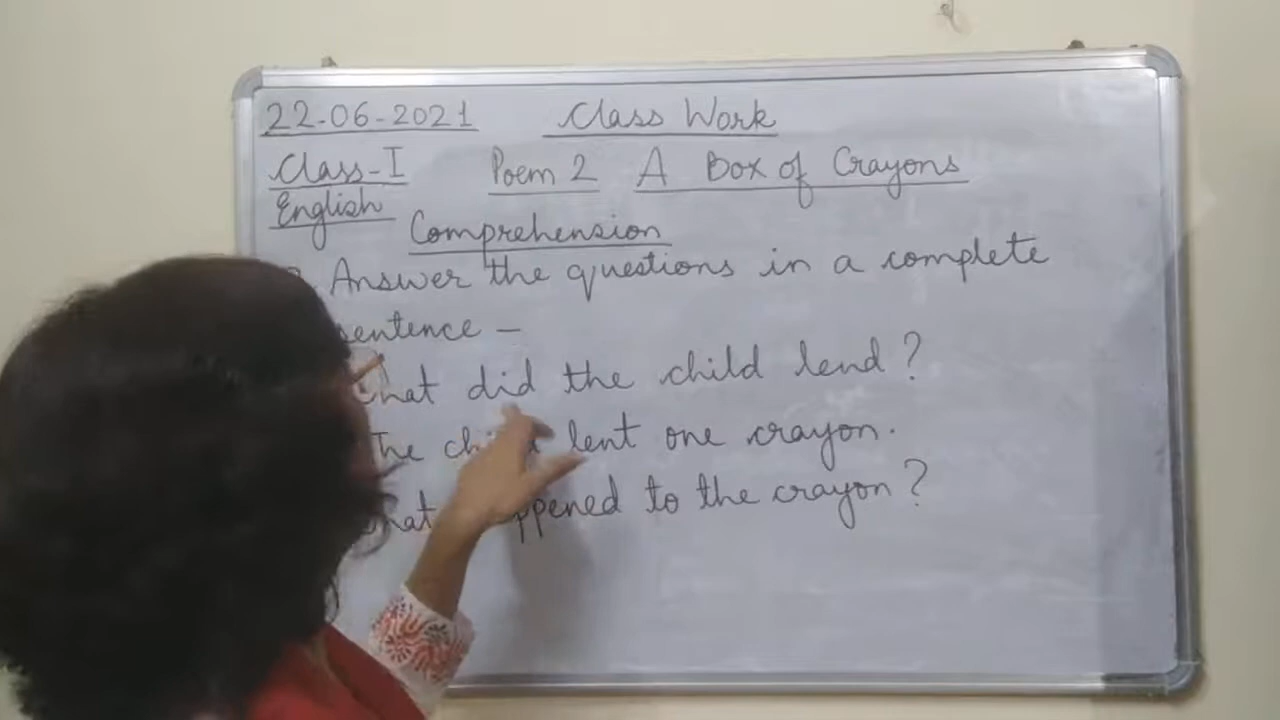 22-06-2021 Class Work
Class-I Poem 2 A Box of Crayons
English
Comprehension
Answer the questions in a complete
sentence –
What did the child lend?
The child lent one crayon.
What happened to the crayon?